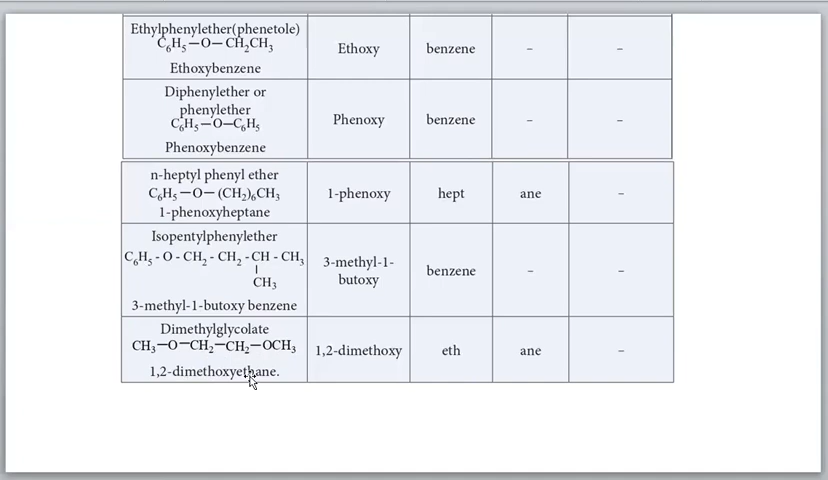 Ethylphenylether(phenetole)
C₆H₅—O—CH₂CH₃
Ethoxybenzene
Ethoxy
benzene
–
–
Diphenylether or
phenylether
C₆H₅—O—C₆H₅
Phenoxybenzene
Phenoxy
benzene
–
–
n-heptyl phenyl ether
C₆H₅—O—(CH₂)₆CH₃
1-phenoxyheptane
1-phenoxy
hept
ane
–
Isopentylphenylether
C₆H₅ - O - CH₂ - CH₂ - CH - CH₃
CH₃
3-methyl-1-butoxy benzene
3-methyl-1-
butoxy
benzene
–
–
Dimethylglycolate
CH₃—O—CH₂—CH₂—OCH₃
1,2-dimethoxyethane.
1,2-dimethoxy
eth
ane
–